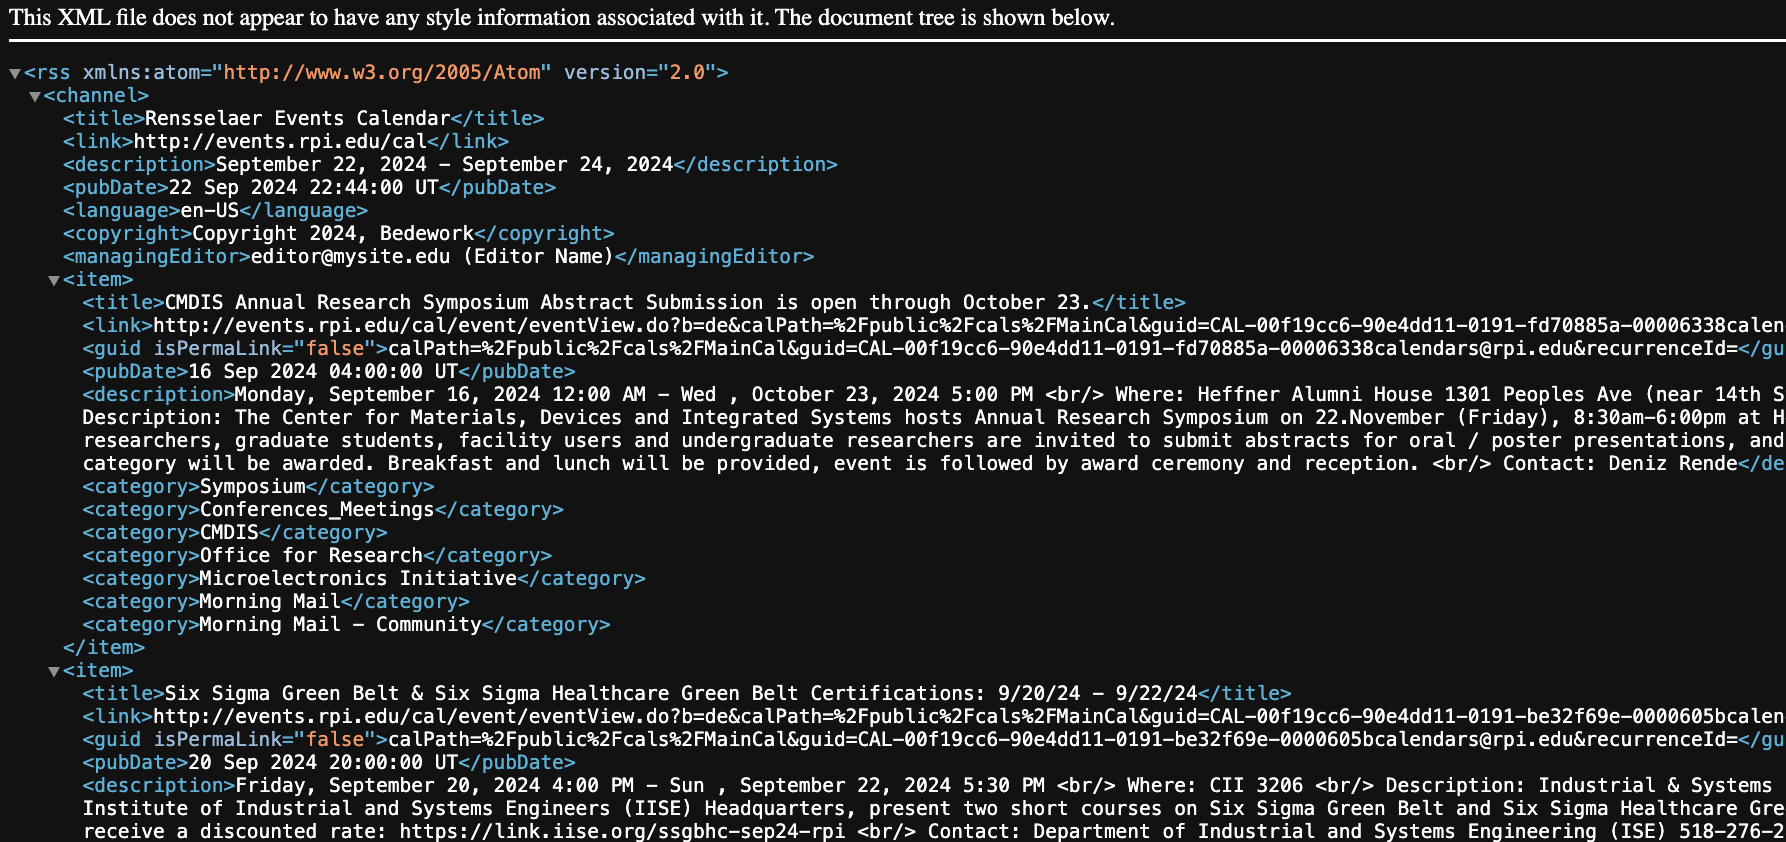 This XML file does not appear to have any style information associated with it. The document tree is shown below.
▼<rss xmlns:atom="http://www.w3.org/2005/Atom" version="2.0">
▼<channel>
<title>Rensselaer Events Calendar</title>
<link>http://events.rpi.edu/cal</link>
<description>September 22, 2024 - September 24, 2024</description>
<pubDate>22 Sep 2024 22:44:00 UT</pubDate>
<language>en-US</language>
<copyright>Copyright 2024, Bedework</copyright>
<managingEditor>editor@mysite.edu (Editor Name)</managingEditor>
▼<item>
<title>CMDIS Annual Research Symposium Abstract Submission is open through October 23.</title>
<link>http://events.rpi.edu/cal/event/eventView.do?b=de&calPath=%2Fpublic%2Fcals%2FMainCal&guid=CAL-00f19cc6-90e4dd11-0191-fd70885a-00006338calen
<guid isPermaLink="false">calPath=%2Fpublic%2Fcals%2FMainCal&guid=CAL-00f19cc6-90e4dd11-0191-fd70885a-00006338calendars@rpi.edu&recurrenceId=</gu
<pubDate>16 Sep 2024 04:00:00 UT</pubDate>
<description>Monday, September 16, 2024 12:00 AM - Wed , October 23, 2024 5:00 PM <br/> Where: Heffner Alumni House 1301 Peoples Ave (near 14th S
Description: The Center for Materials, Devices and Integrated Systems hosts Annual Research Symposium on 22.November (Friday), 8:30am-6:00pm at H
researchers, graduate students, facility users and undergraduate researchers are invited to submit abstracts for oral / poster presentations, and
category will be awarded. Breakfast and lunch will be provided, event is followed by award ceremony and reception. <br/> Contact: Deniz Rende</de
<category>Symposium</category>
<category>Conferences_Meetings</category>
<category>CMDIS</category>
<category>Office for Research</category>
<category>Microelectronics Initiative</category>
<category>Morning Mail</category>
<category>Morning Mail - Community</category>
</item>
▼<item>
<title>Six Sigma Green Belt & Six Sigma Healthcare Green Belt Certifications: 9/20/24 - 9/22/24</title>
<link>http://events.rpi.edu/cal/event/eventView.do?b=de&calPath=%2Fpublic%2Fcals%2FMainCal&guid=CAL-00f19cc6-90e4dd11-0191-be32f69e-0000605bcalen
<guid isPermaLink="false">calPath=%2Fpublic%2Fcals%2FMainCal&guid=CAL-00f19cc6-90e4dd11-0191-be32f69e-0000605bcalendars@rpi.edu&recurrenceId=</gu
<pubDate>20 Sep 2024 20:00:00 UT</pubDate>
<description>Friday, September 20, 2024 4:00 PM - Sun , September 22, 2024 5:30 PM <br/> Where: CII 3206 <br/> Description: Industrial & Systems
Institute of Industrial and Systems Engineers (IISE) Headquarters, present two short courses on Six Sigma Green Belt and Six Sigma Healthcare Gre
receive a discounted rate: https://link.iise.org/ssgbhc-sep24-rpi <br/> Contact: Department of Industrial and Systems Engineering (ISE) 518-276-2